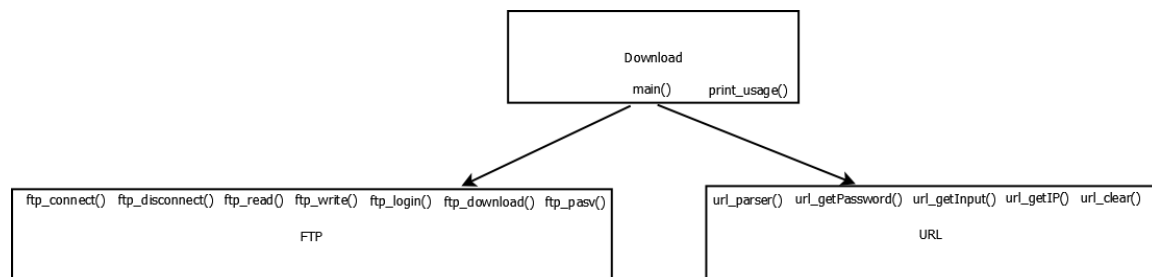 Download
main() print_usage()
ftp_connect() ftp_disconnect() ftp_read() ftp_write() ftp_login() ftp_download() ftp_pasv()
FTP
url_parser() url_getPassword() url_getInput() url_getIP() url_clear()
URL